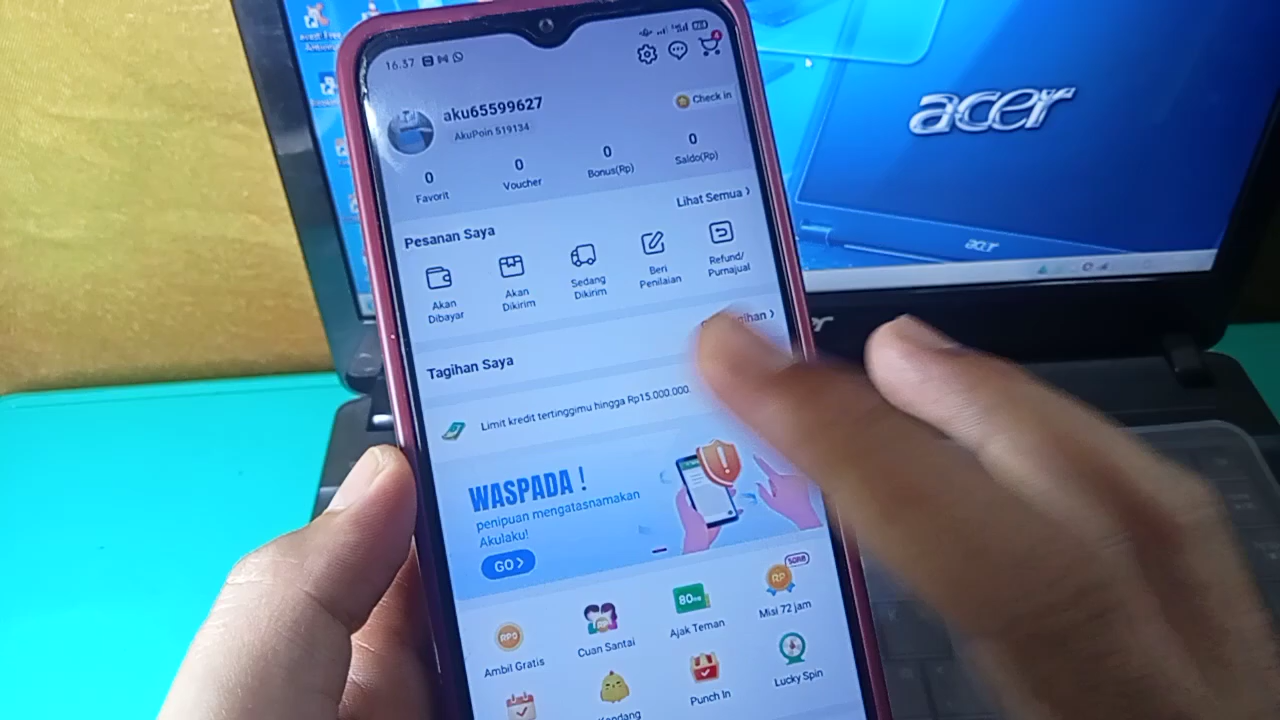 16.37
aku65599627
AkuPoin 519134
Check in
0
0
0
0
Favorit
Voucher
Bonus(Rp)
Saldo(Rp)
Pesanan Saya
Lihat Semua
Akan
Dibayar
Akan
Dikirim
Sedang
Dikirim
Beri
Penilaian
Refund/
Purnajual
Tagihan Saya
Limit kredit tertinggimu hingga Rp15.000.000.
WASPADA !
penipuan mengatasnamakan
Akulaku!
GO
Ambil Gratis
Cuan Santai
Ajak Teman
Misi 72 jam
Punch In
Lucky Spin
acer
acer